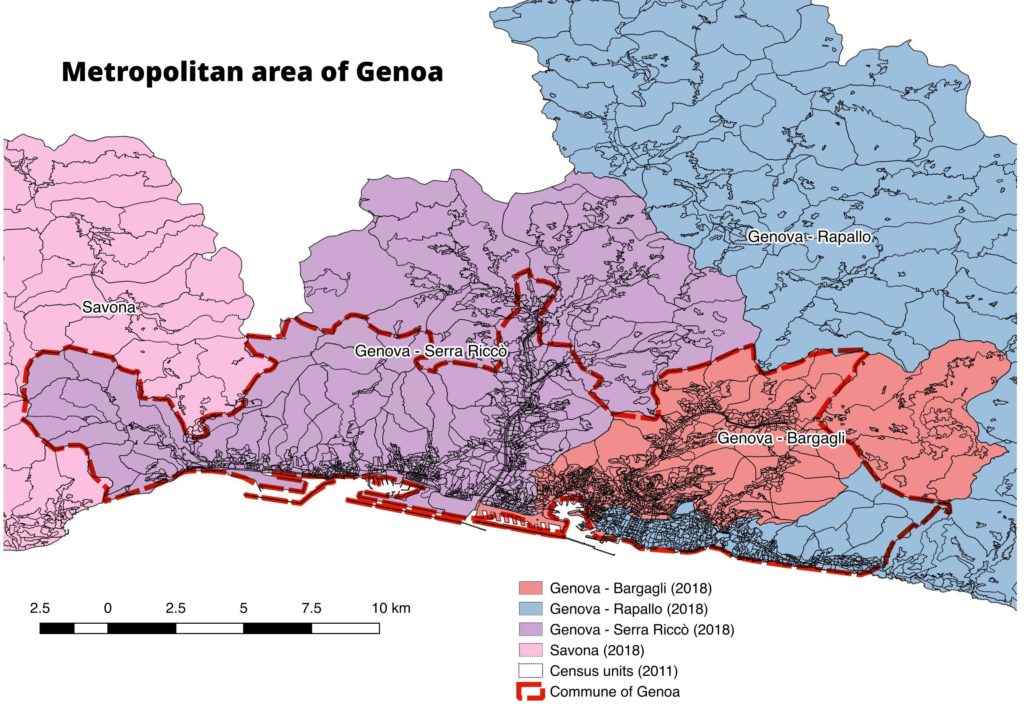 Metropolitan area of Genoa
Genova - Rapallo
Savona
Genova - Serra Riccò
Genova - Bargagli
2.5 0 2.5 5 7.5 10 km
Genova - Bargagli (2018)
Genova - Rapallo (2018)
Genova - Serra Riccò (2018)
Savona (2018)
Census units (2011)
Commune of Genoa